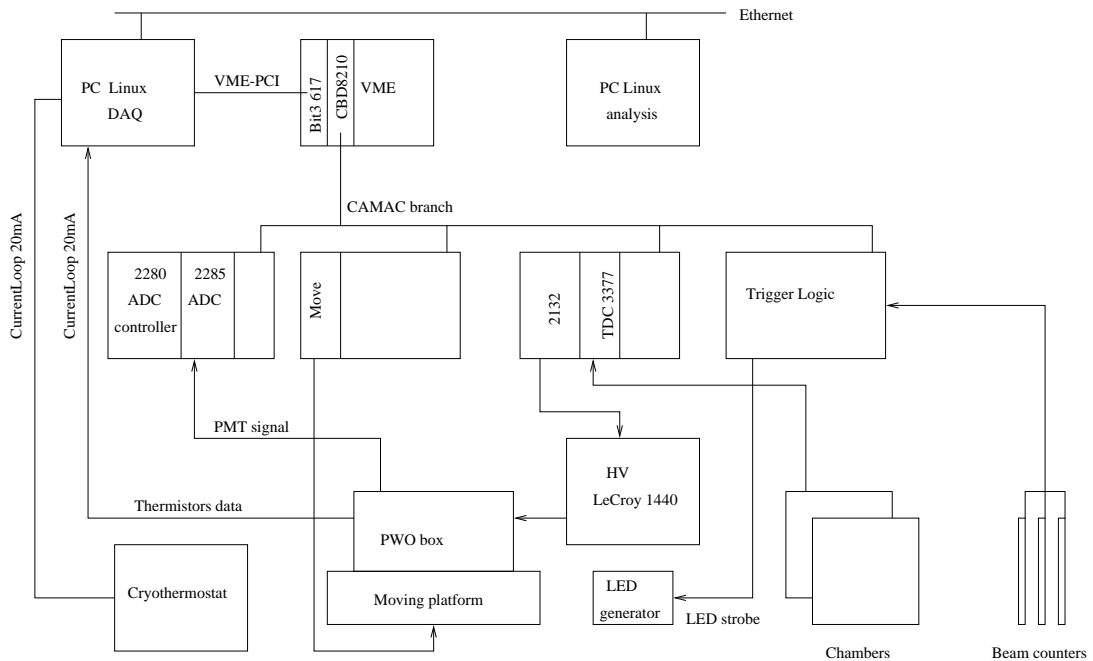 Ethernet
PC Linux
DAQ
VME-PCI
Bit3 617
CBD8210
VME
PC Linux
analysis
CAMAC branch
CurrentLoop 20mA
CurrentLoop 20mA
2280
ADC
controller
2285
ADC
Move
2132
TDC 3377
Trigger Logic
PMT signal
HV
LeCroy 1440
Thermistors data
PWO box
Cryothermostat
Moving platform
LED
generator
LED strobe
Chambers
Beam counters